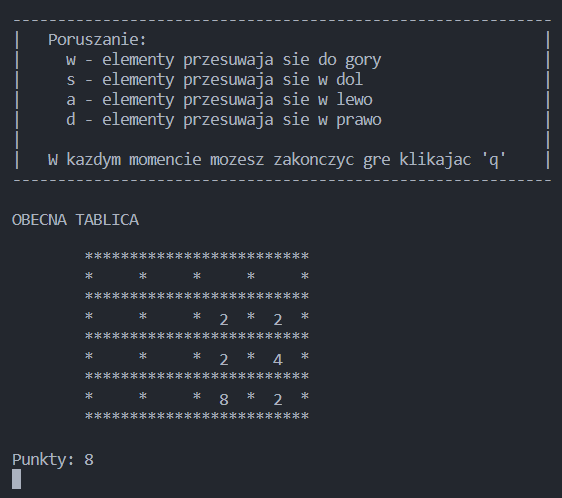 ------------------------------------------------------------
|   Poruszanie:                                            |
|     w - elementy przesuwaja sie do gory                  |
|     s - elementy przesuwaja sie w dol                    |
|     a - elementy przesuwaja sie w lewo                   |
|     d - elementy przesuwaja sie w prawo                  |
|                                                          |
|   W kazdym momencie mozesz zakonczyc gre klikajac 'q'    |
------------------------------------------------------------
OBECNA TABLICA
        *************************
        *     *     *     *     *
        *************************
        *     *     *  2  *  2  *
        *************************
        *     *     *  2  *  4  *
        *************************
        *     *     *  8  *  2  *
        *************************
Punkty: 8